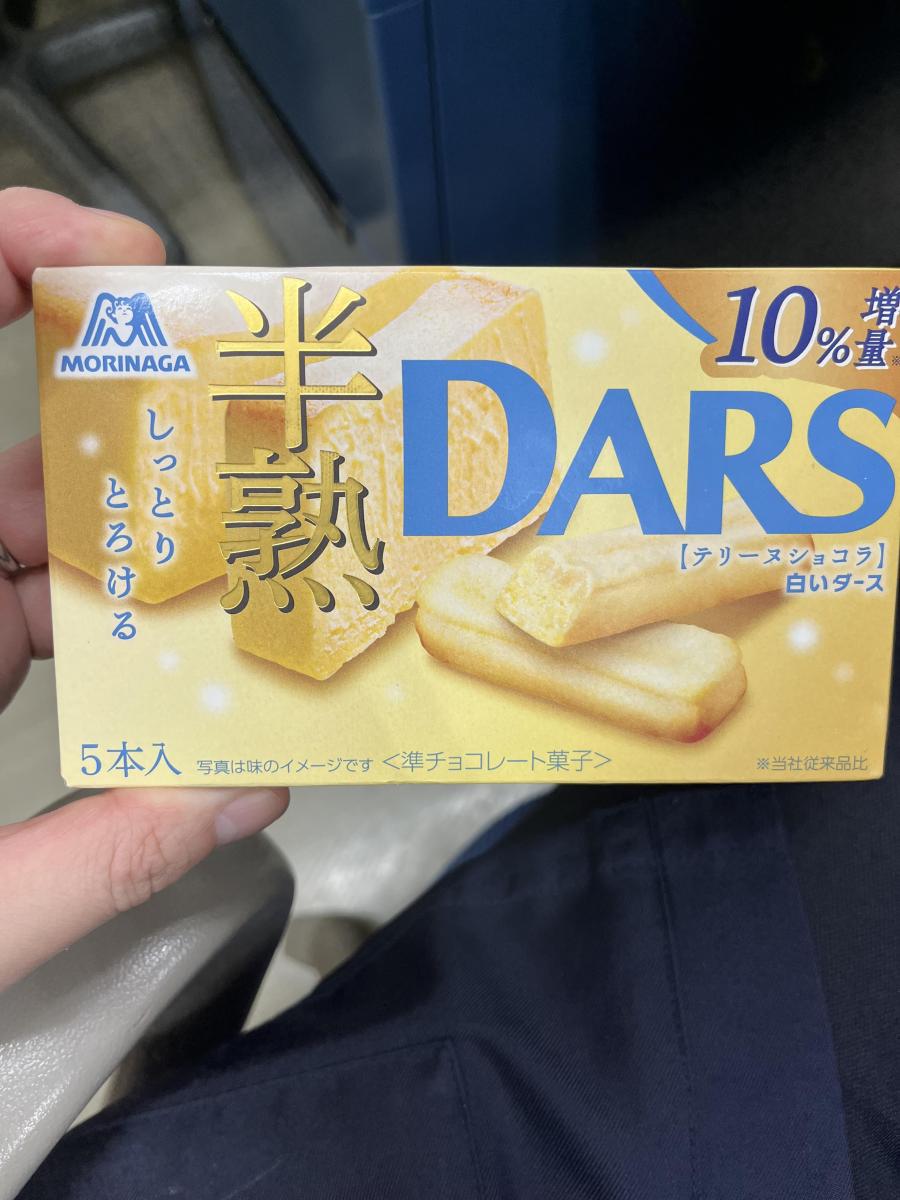 MORINAGA
半熟
DARS
10%増量※
しっとり
とろける
【テリーヌショコラ】
白いダース
5本入
写真は味のイメージです
<準チョコレート菓子>
※当社従来品比